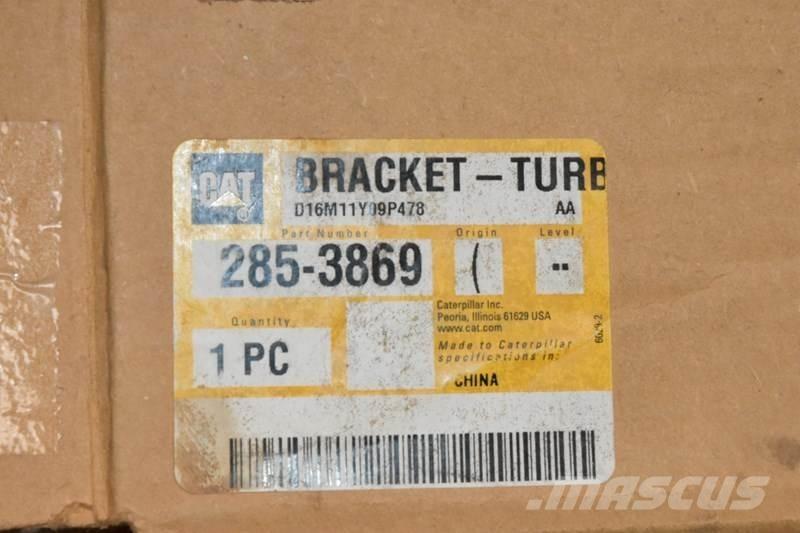 CAT
BRACKET-TURB
D16M11Y09P478 AA
Part Number Origin Level
285-3869 ( --
Caterpillar Inc.
Peoria, Illinois 61629 USA
www.cat.com
Quantity
1 PC
Made to Caterpillar
specifications in:
CHINA
MASCUS